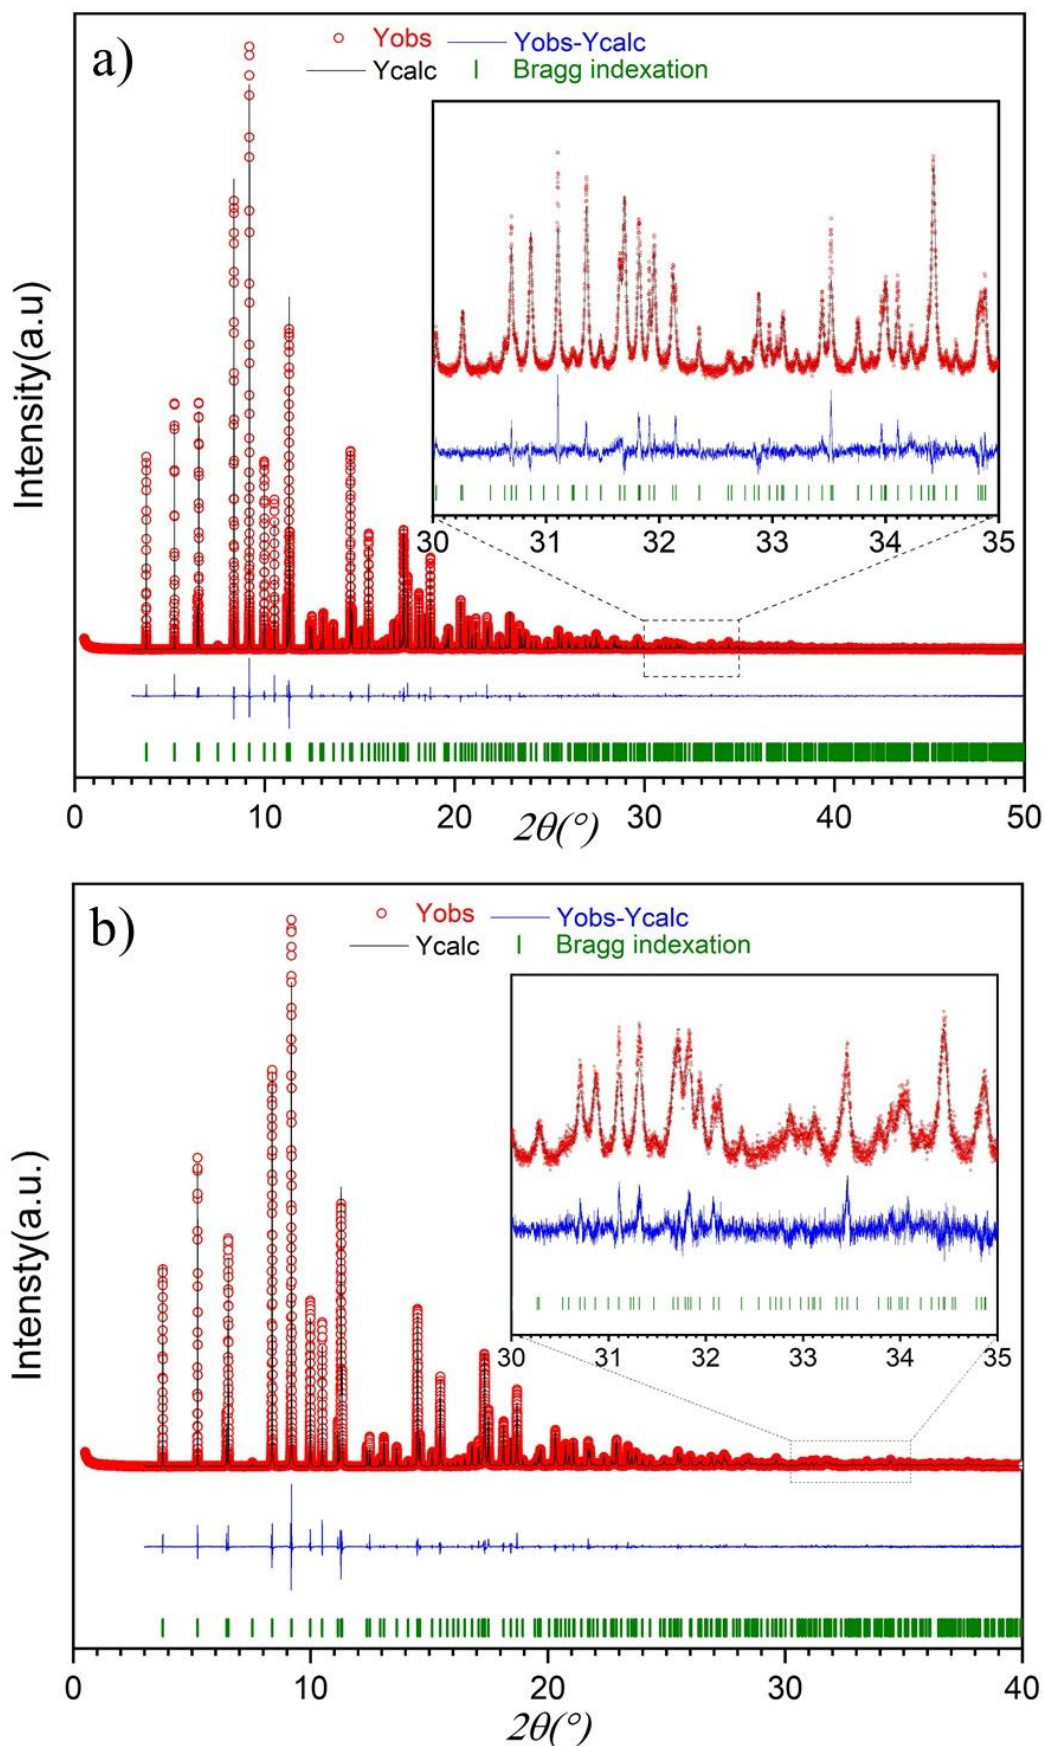 a)
Yobs Yobs-Ycalc
Ycalc Bragg indexation
Intensity(a.u)
30 31 32 33 34 35
0 10 20 30 40 50
2θ(°)
b)
Yobs Yobs-Ycalc
Ycalc Bragg indexation
Intensty(a.u.)
30 31 32 33 34 35
0 10 20 30 40
2θ(°)